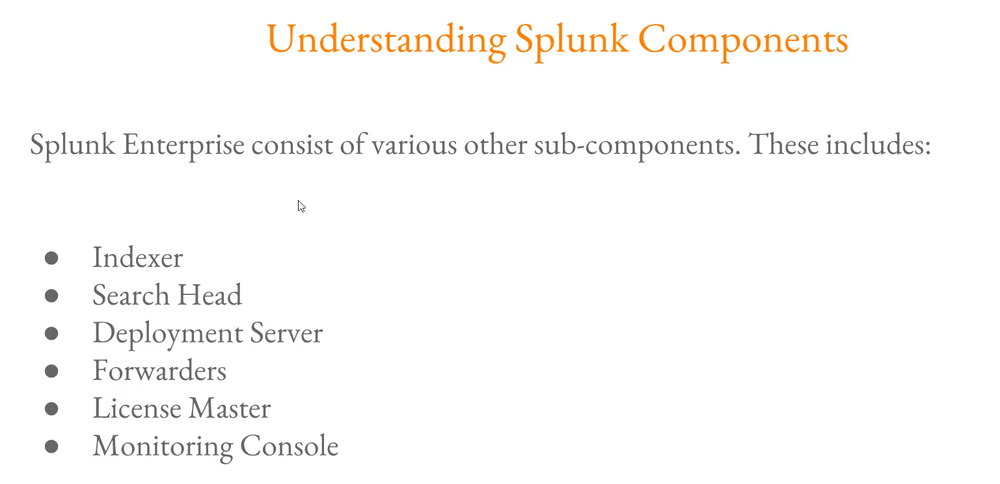 Understanding Splunk Components
Splunk Enterprise consist of various other sub-components. These includes:
● Indexer
● Search Head
● Deployment Server
● Forwarders
● License Master
● Monitoring Console